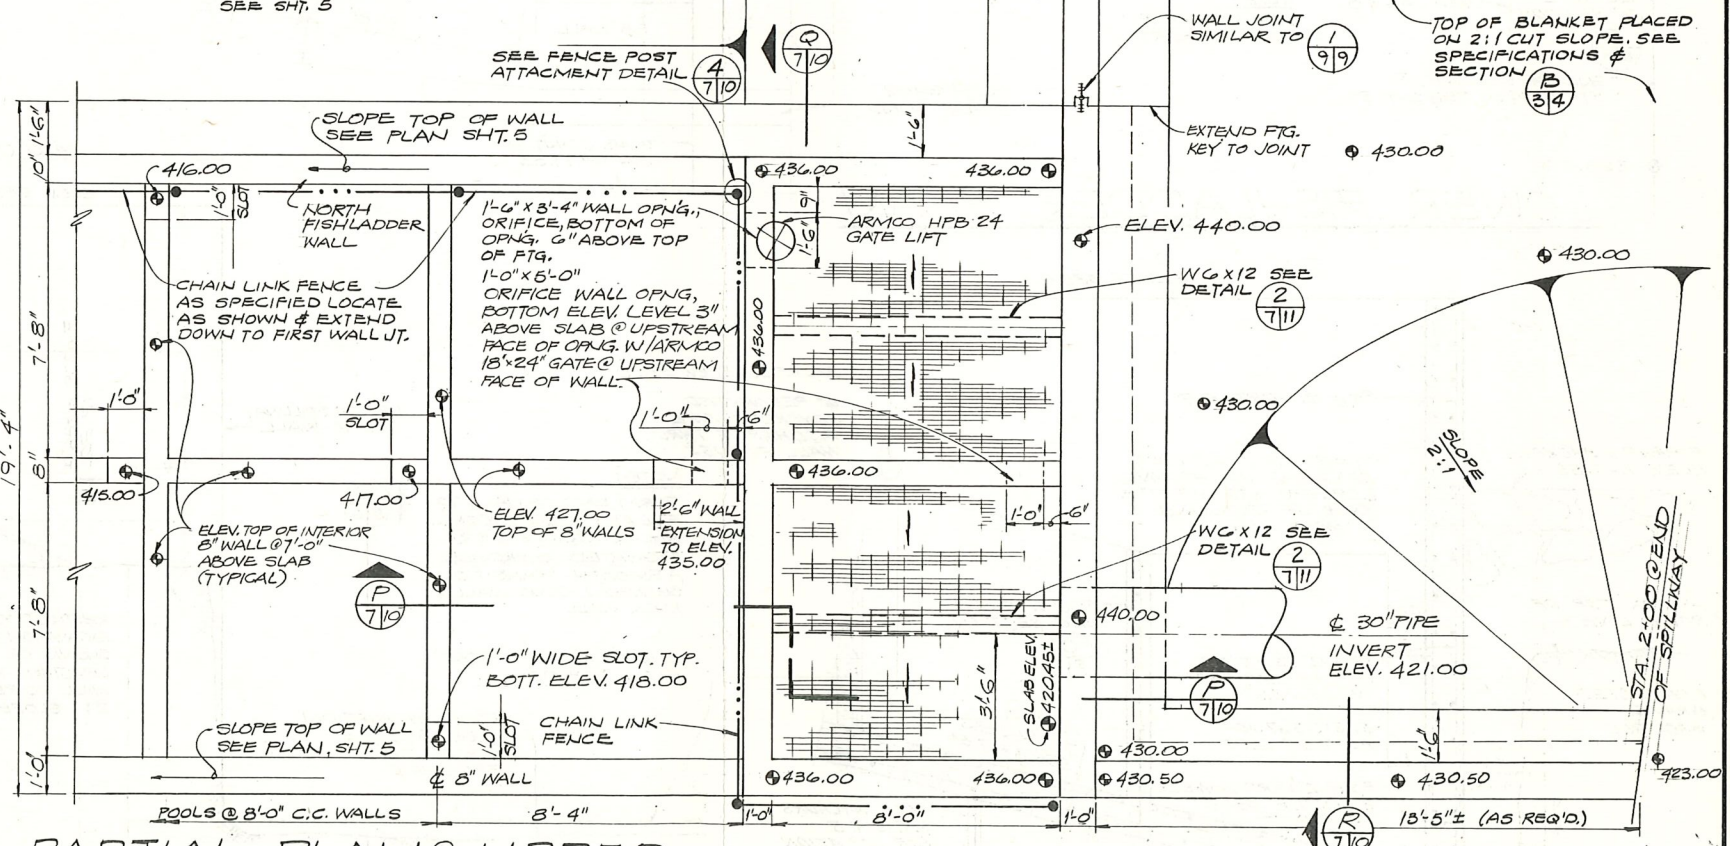 SEE SHT. 5
SEE FENCE POST
ATTACMENT DETAIL
4
7|10
Q
7|10
WALL JOINT
SIMILAR TO
1
9|9
TOP OF BLANKET PLACED
ON 2:1 CUT SLOPE. SEE
SPECIFICATIONS &
SECTION
B
3|4
1'-6"
10"
7'-8"
8"
7'-8"
1'-0"
19'-4"
SLOPE TOP OF WALL
SEE PLAN SHT. 5
1'-6"
EXTEND FTG.
KEY TO JOINT
430.00
416.00
1'-0"
SLOT
NORTH
FISHLADDER
WALL
436.00
436.00
9"
1'-6"
ARMCO HPB 24
GATE LIFT
ELEV. 440.00
430.00
1'-6"X3'-4" WALL OPNG.,
ORIFICE, BOTTOM OF
OPNG. 6" ABOVE TOP
OF FTG.
1'-0"X5'-0"
ORIFICE WALL OPNG,
BOTTOM ELEV. LEVEL 3"
ABOVE SLAB @ UPSTREAM
FACE OF OPNG. W/ARMCO
18"x24" GATE @ UPSTREAM
FACE OF WALL.
CHAIN LINK FENCE
AS SPECIFIED LOCATE
AS SHOWN & EXTEND
DOWN TO FIRST WALL JT.
436.00
W6X12 SEE
DETAIL
2
7|11
1'-0"
1'-0"
SLOT
1'-0"
6"
430.00
SLOPE
2:1
415.00
417.00
436.00
ELEV. TOP OF INTERIOR
8" WALL @ 7'-0"
ABOVE SLAB
(TYPICAL)
ELEV. 427.00
TOP OF 8" WALLS
2'-6" WALL
EXTENSION
TO ELEV.
435.00
1'-0"
6"
W6X12 SEE
DETAIL
2
7|11
P
7|10
440.00
℄ 30" PIPE
INVERT
ELEV. 421.00
STA. 2+00 @ END
OF SPILLWAY
1'-0" WIDE SLOT. TYP.
BOTT. ELEV. 418.00
3'-6"
SLAB ELEV.
420.45±
P
7|10
SLOPE TOP OF WALL
SEE PLAN, SHT. 5
1'-0"
SLOT
CHAIN LINK
FENCE
430.00
1'-6"
℄ 8" WALL
436.00
436.00
430.50
430.50
423.00
POOLS @ 8'-0" C.C. WALLS
8'-4"
1'-0"
8'-0"
1'-0"
R
7|10
13'-5"± (AS REQ'D.)